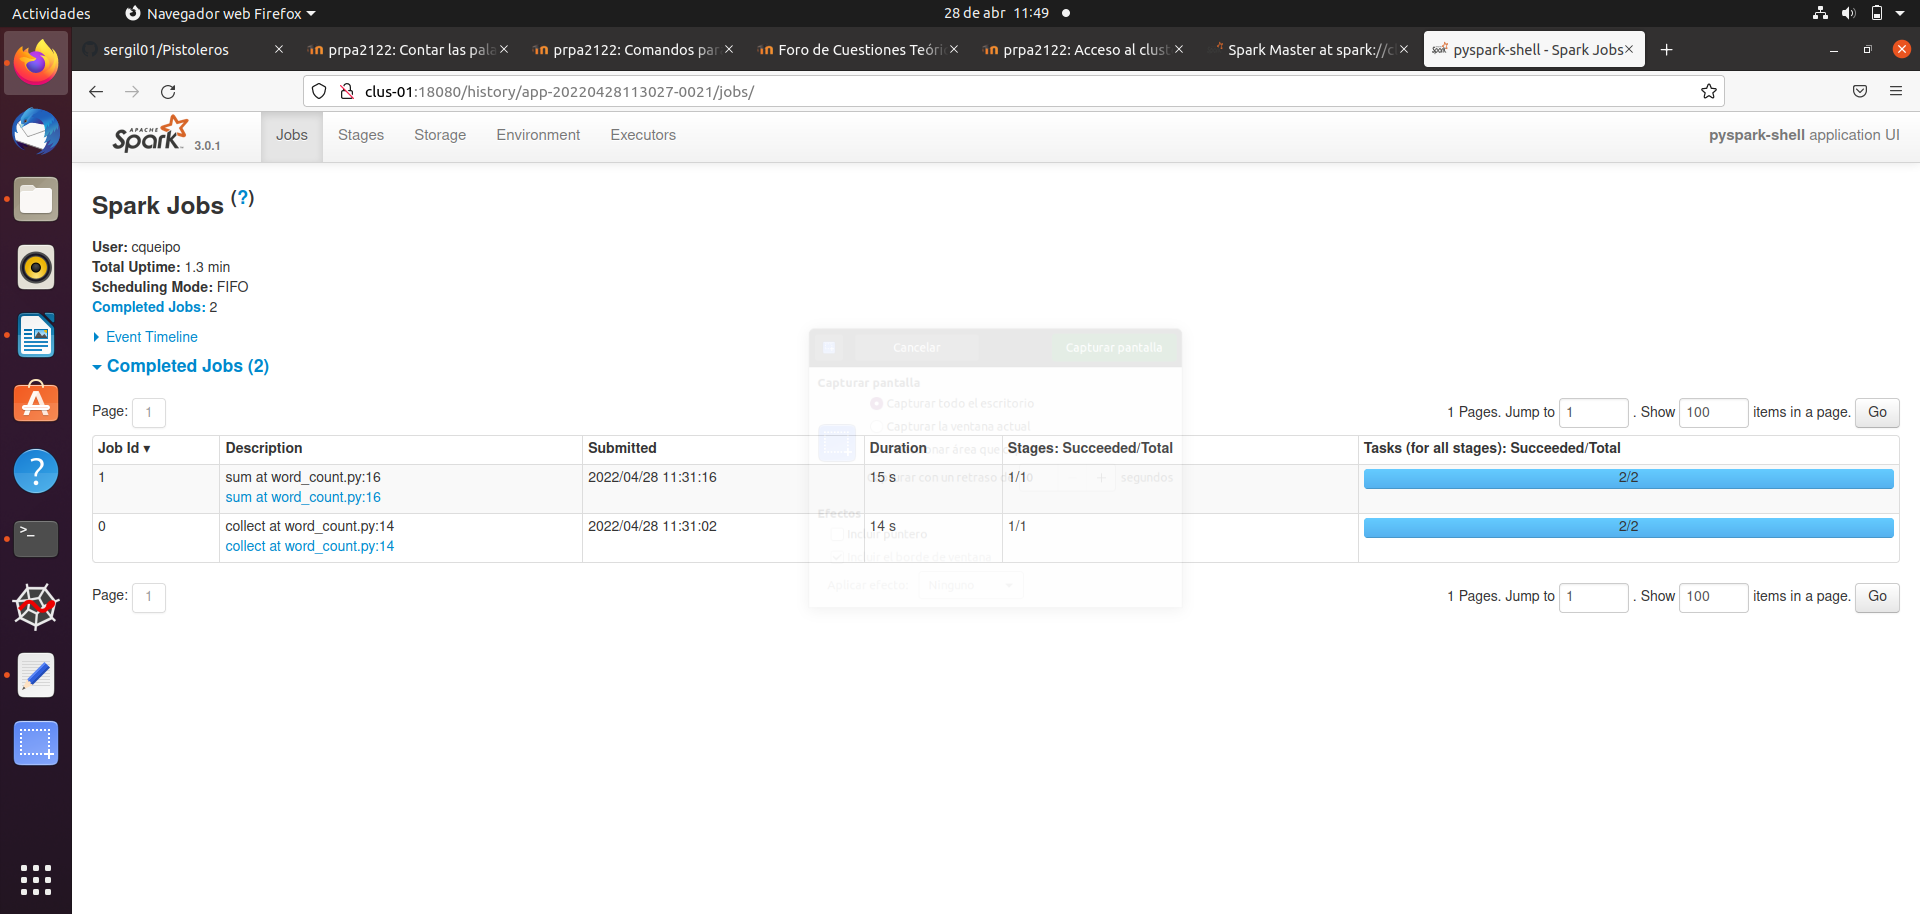 Actividades
Navegador web Firefox
28 de abr 11:49
sergil01/Pistoleros
prpa2122: Contar las pala
prpa2122: Comandos par
Foro de Cuestiones Teóri
prpa2122: Acceso al clust
Spark Master at spark://cl
pyspark-shell - Spark Jobs
clus-01:18080/history/app-20220428113027-0021/jobs/
APACHE Spark 3.0.1
Jobs
Stages
Storage
Environment
Executors
pyspark-shell application UI
Spark Jobs (?)
User: cqueipo
Total Uptime: 1.3 min
Scheduling Mode: FIFO
Completed Jobs: 2
Event Timeline
Cancelar
Capturar pantalla
Completed Jobs (2)
Capturar pantalla
Capturar todo el escritorio
Page: 1
1 Pages. Jump to 1 . Show 100 items in a page. Go
Capturar la ventana actual
Job Id ▾ Description Submitted Duration Stages: Succeeded/Total Tasks (for all stages): Succeeded/Total
1 sum at word_count.py:16 2022/04/28 11:31:16 15 s 1/1 2/2
sum at word_count.py:16
con un retraso de 0 + segundos
Efectos
0 collect at word_count.py:14 2022/04/28 11:31:02 14 s 1/1 2/2
collect at word_count.py:14
Incluir puntero
Incluir el borde de ventana
Aplicar efecto: Ninguno
Page: 1
1 Pages. Jump to 1 . Show 100 items in a page. Go